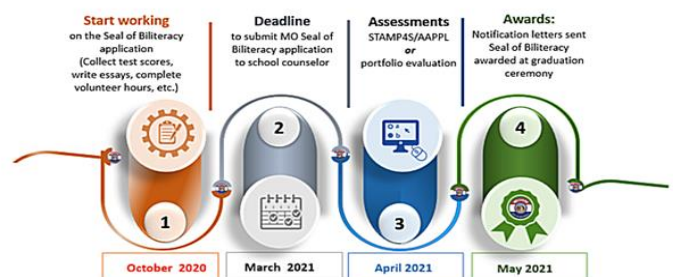 Start working
on the Seal of Biliteracy
application
(Collect test scores,
write essays, complete
volunteer hours, etc.)
Deadline
to submit MO Seal of
Biliteracy application
to school counselor
Assessments
STAMP4S/AAPPL
or
portfolio evaluation
Awards:
Notification letters sent
Seal of Biliteracy
awarded at graduation
ceremony
1
2
3
4
October 2020
March 2021
April 2021
May 2021